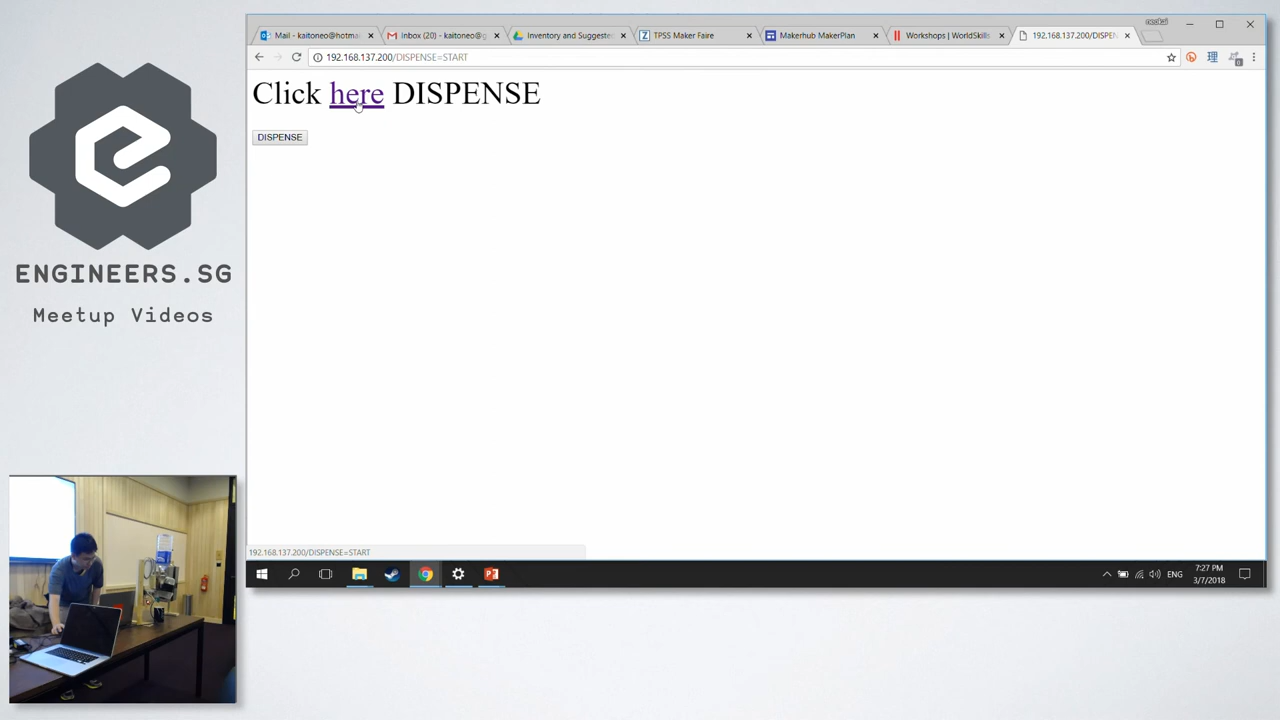 neokai
Mail - kaitoneo@hotmai
Inbox (20) - kaitoneo@g
Inventory and Suggeste
TPSS Maker Faire
Makerhub MakerPlan
Workshops | WorldSkills
192.168.137.200/DISPEN
192.168.137.200/DISPENSE=START
Click here DISPENSE
DISPENSE
ENGINEERS.SG
Meetup Videos
192.168.137.200/DISPENSE=START
ENG
7:27 PM
3/7/2018